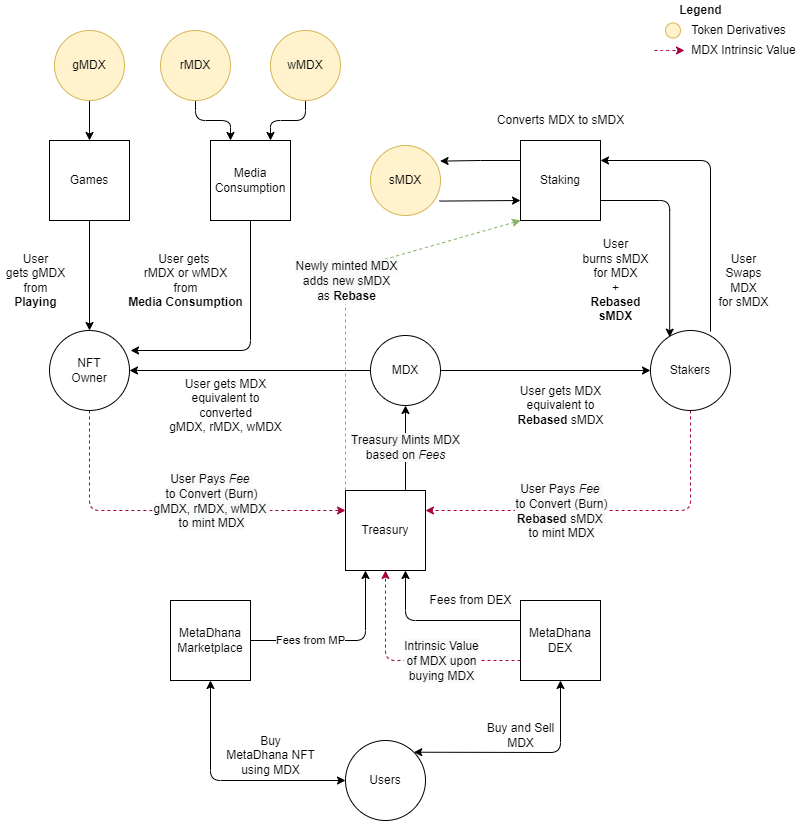 Legend
Token Derivatives
MDX Intrinsic Value
gMDX
rMDX
wMDX
Converts MDX to sMDX
Games
Media
Consumption
sMDX
Staking
User
gets gMDX
from
Playing
User gets
rMDX or wMDX
from
Media Consumption
Newly minted MDX
adds new sMDX
as Rebase
User
burns sMDX
for MDX
+
Rebased
sMDX
User
Swaps
MDX
for sMDX
NFT
Owner
MDX
Stakers
User gets MDX
equivalent to
converted
gMDX, rMDX, wMDX
User gets MDX
equivalent to
Rebased sMDX
Treasury Mints MDX
based on Fees
User Pays Fee
to Convert (Burn)
gMDX, rMDX, wMDX
to mint MDX
Treasury
User Pays Fee
to Convert (Burn)
Rebased sMDX
to mint MDX
Fees from DEX
MetaDhana
Marketplace
Fees from MP
Intrinsic Value
of MDX upon
buying MDX
MetaDhana
DEX
Buy
MetaDhana NFT
using MDX
Users
Buy and Sell
MDX